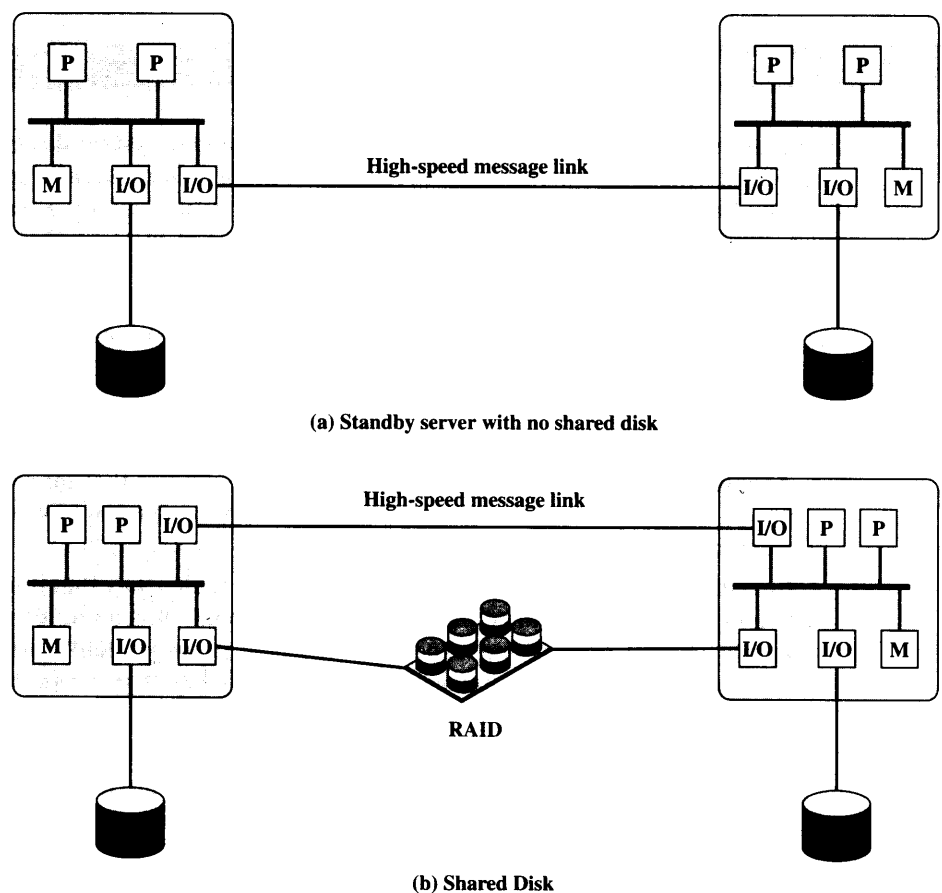 P P P P
High-speed message link
M I/O I/O I/O I/O M
(a) Standby server with no shared disk
High-speed message link
P P I/O I/O P P
M I/O I/O I/O I/O M
RAID
(b) Shared Disk